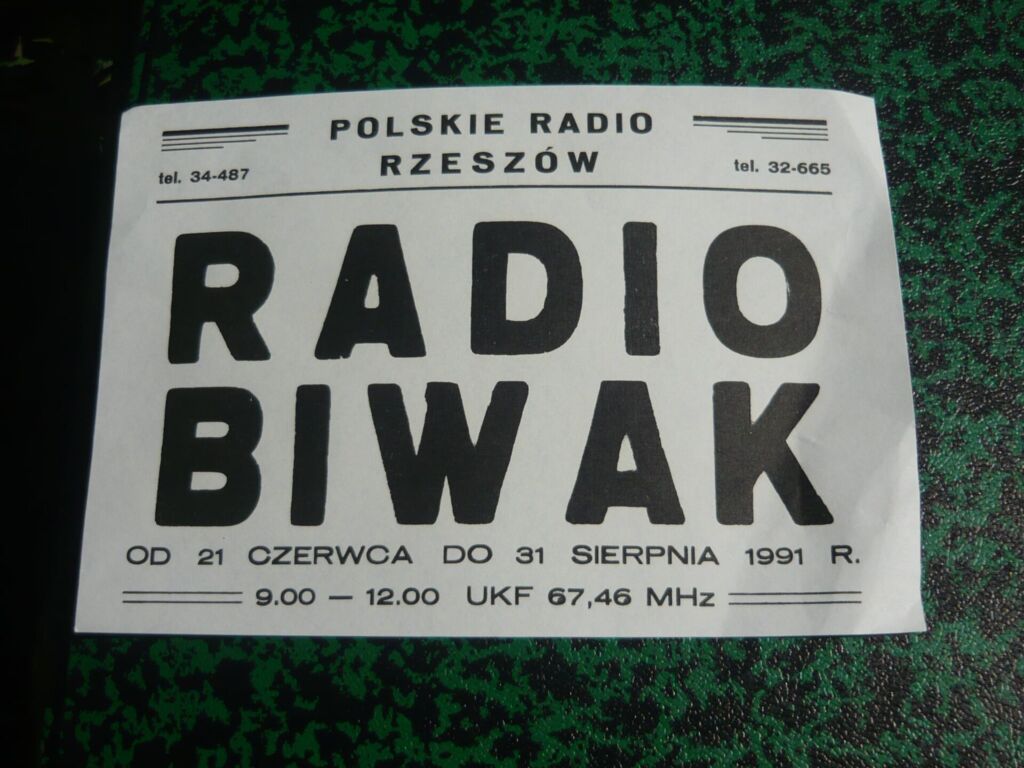 POLSKIE RADIO
RZESZÓW
tel. 34-487
tel. 32-665
RADIO
BIWAK
OD 21 CZERWCA DO 31 SIERPNIA 1991 R.
9.00 — 12.00 UKF 67,46 MHz